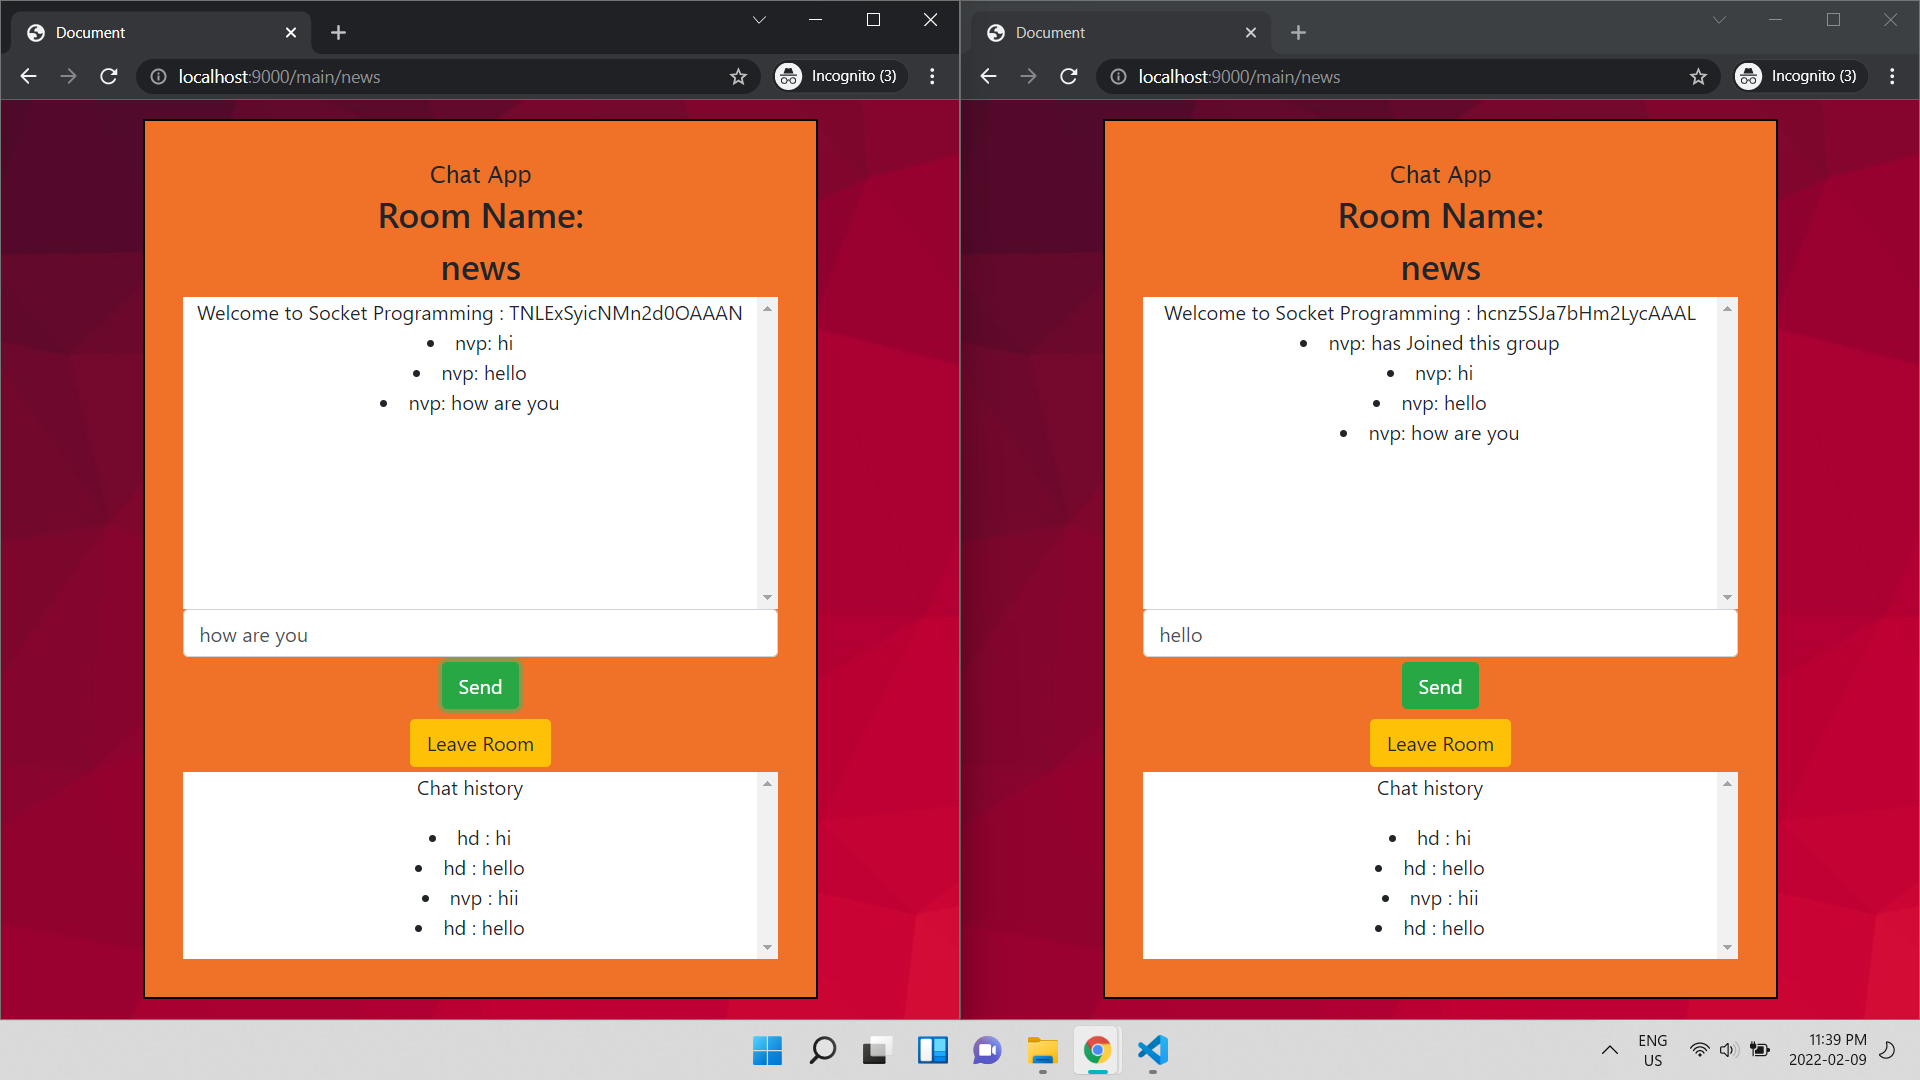 Document
localhost:9000/main/news
Incognito (3)
Chat App
Room Name:
news
Welcome to Socket Programming : TNLExSyicNMn2d0OAAAN
• nvp: hi
• nvp: hello
• nvp: how are you
how are you
Send
Leave Room
Chat history
• hd : hi
• hd : hello
• nvp : hii
• hd : hello
Document
localhost:9000/main/news
Incognito (3)
Chat App
Room Name:
news
Welcome to Socket Programming : hcnz5SJa7bHm2LycAAAL
• nvp: has Joined this group
• nvp: hi
• nvp: hello
• nvp: how are you
hello
Send
Leave Room
Chat history
• hd : hi
• hd : hello
• nvp : hii
• hd : hello
ENG
US
11:39 PM
2022-02-09